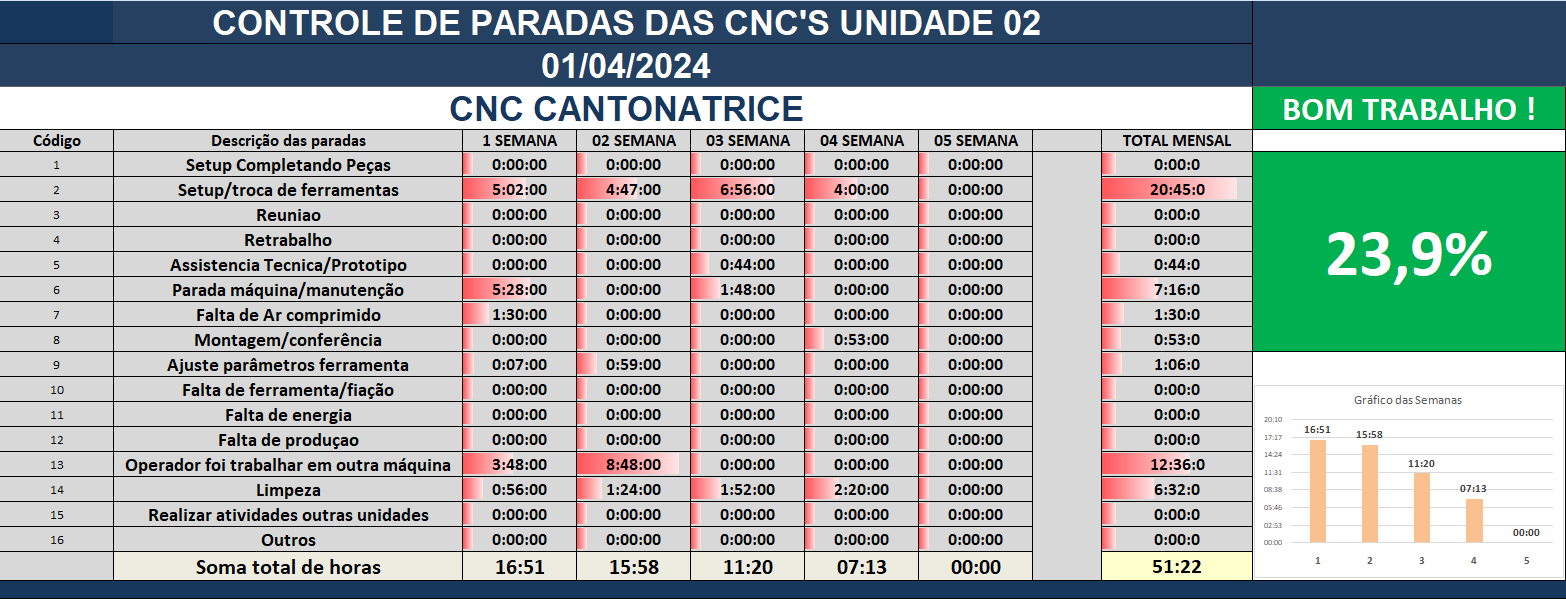 CONTROLE DE PARADAS DAS CNC'S UNIDADE 02
01/04/2024
CNC CANTONATRICE
BOM TRABALHO !
Código Descrição das paradas 1 SEMANA 02 SEMANA 03 SEMANA 04 SEMANA 05 SEMANA TOTAL MENSAL
1 Setup Completando Peças 0:00:00 0:00:00 0:00:00 0:00:00 0:00:00 0:00:0
2 Setup/troca de ferramentas 5:02:00 4:47:00 6:56:00 4:00:00 0:00:00 20:45:0
3 Reuniao 0:00:00 0:00:00 0:00:00 0:00:00 0:00:00 0:00:0
4 Retrabalho 0:00:00 0:00:00 0:00:00 0:00:00 0:00:00 0:00:0
5 Assistencia Tecnica/Prototipo 0:00:00 0:00:00 0:44:00 0:00:00 0:00:00 0:44:0
6 Parada máquina/manutenção 5:28:00 0:00:00 1:48:00 0:00:00 0:00:00 7:16:0
7 Falta de Ar comprimido 1:30:00 0:00:00 0:00:00 0:00:00 0:00:00 1:30:0
8 Montagem/conferência 0:00:00 0:00:00 0:00:00 0:53:00 0:00:00 0:53:0
9 Ajuste parâmetros ferramenta 0:07:00 0:59:00 0:00:00 0:00:00 0:00:00 1:06:0
10 Falta de ferramenta/fiação 0:00:00 0:00:00 0:00:00 0:00:00 0:00:00 0:00:0
11 Falta de energia 0:00:00 0:00:00 0:00:00 0:00:00 0:00:00 0:00:0
12 Falta de produçao 0:00:00 0:00:00 0:00:00 0:00:00 0:00:00 0:00:0
13 Operador foi trabalhar em outra máquina 3:48:00 8:48:00 0:00:00 0:00:00 0:00:00 12:36:0
14 Limpeza 0:56:00 1:24:00 1:52:00 2:20:00 0:00:00 6:32:0
15 Realizar atividades outras unidades 0:00:00 0:00:00 0:00:00 0:00:00 0:00:00 0:00:0
16 Outros 0:00:00 0:00:00 0:00:00 0:00:00 0:00:00 0:00:0
Soma total de horas 16:51 15:58 11:20 07:13 00:00 51:22
23,9%
Gráfico das Semanas
20:10
17:17
14:24
11:31
08:38
05:46
02:53
00:00
16:51 15:58 11:20 07:13 00:00
1 2 3 4 5